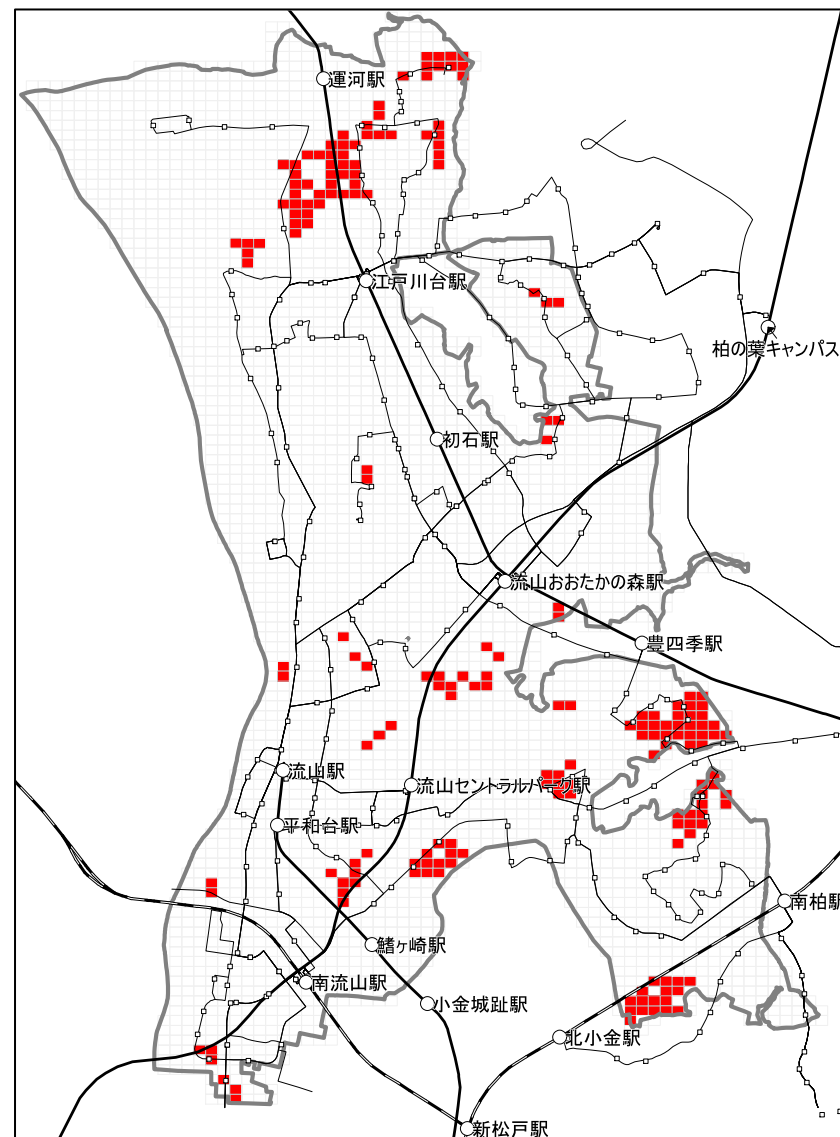 運河駅
江戸川台駅
柏の葉キャンパス
初石駅
流山おおたかの森駅
豊四季駅
流山駅
流山セントラルパーク駅
平和台駅
南柏駅
鰭ヶ崎駅
南流山駅
小金城趾駅
北小金駅
新松戸駅